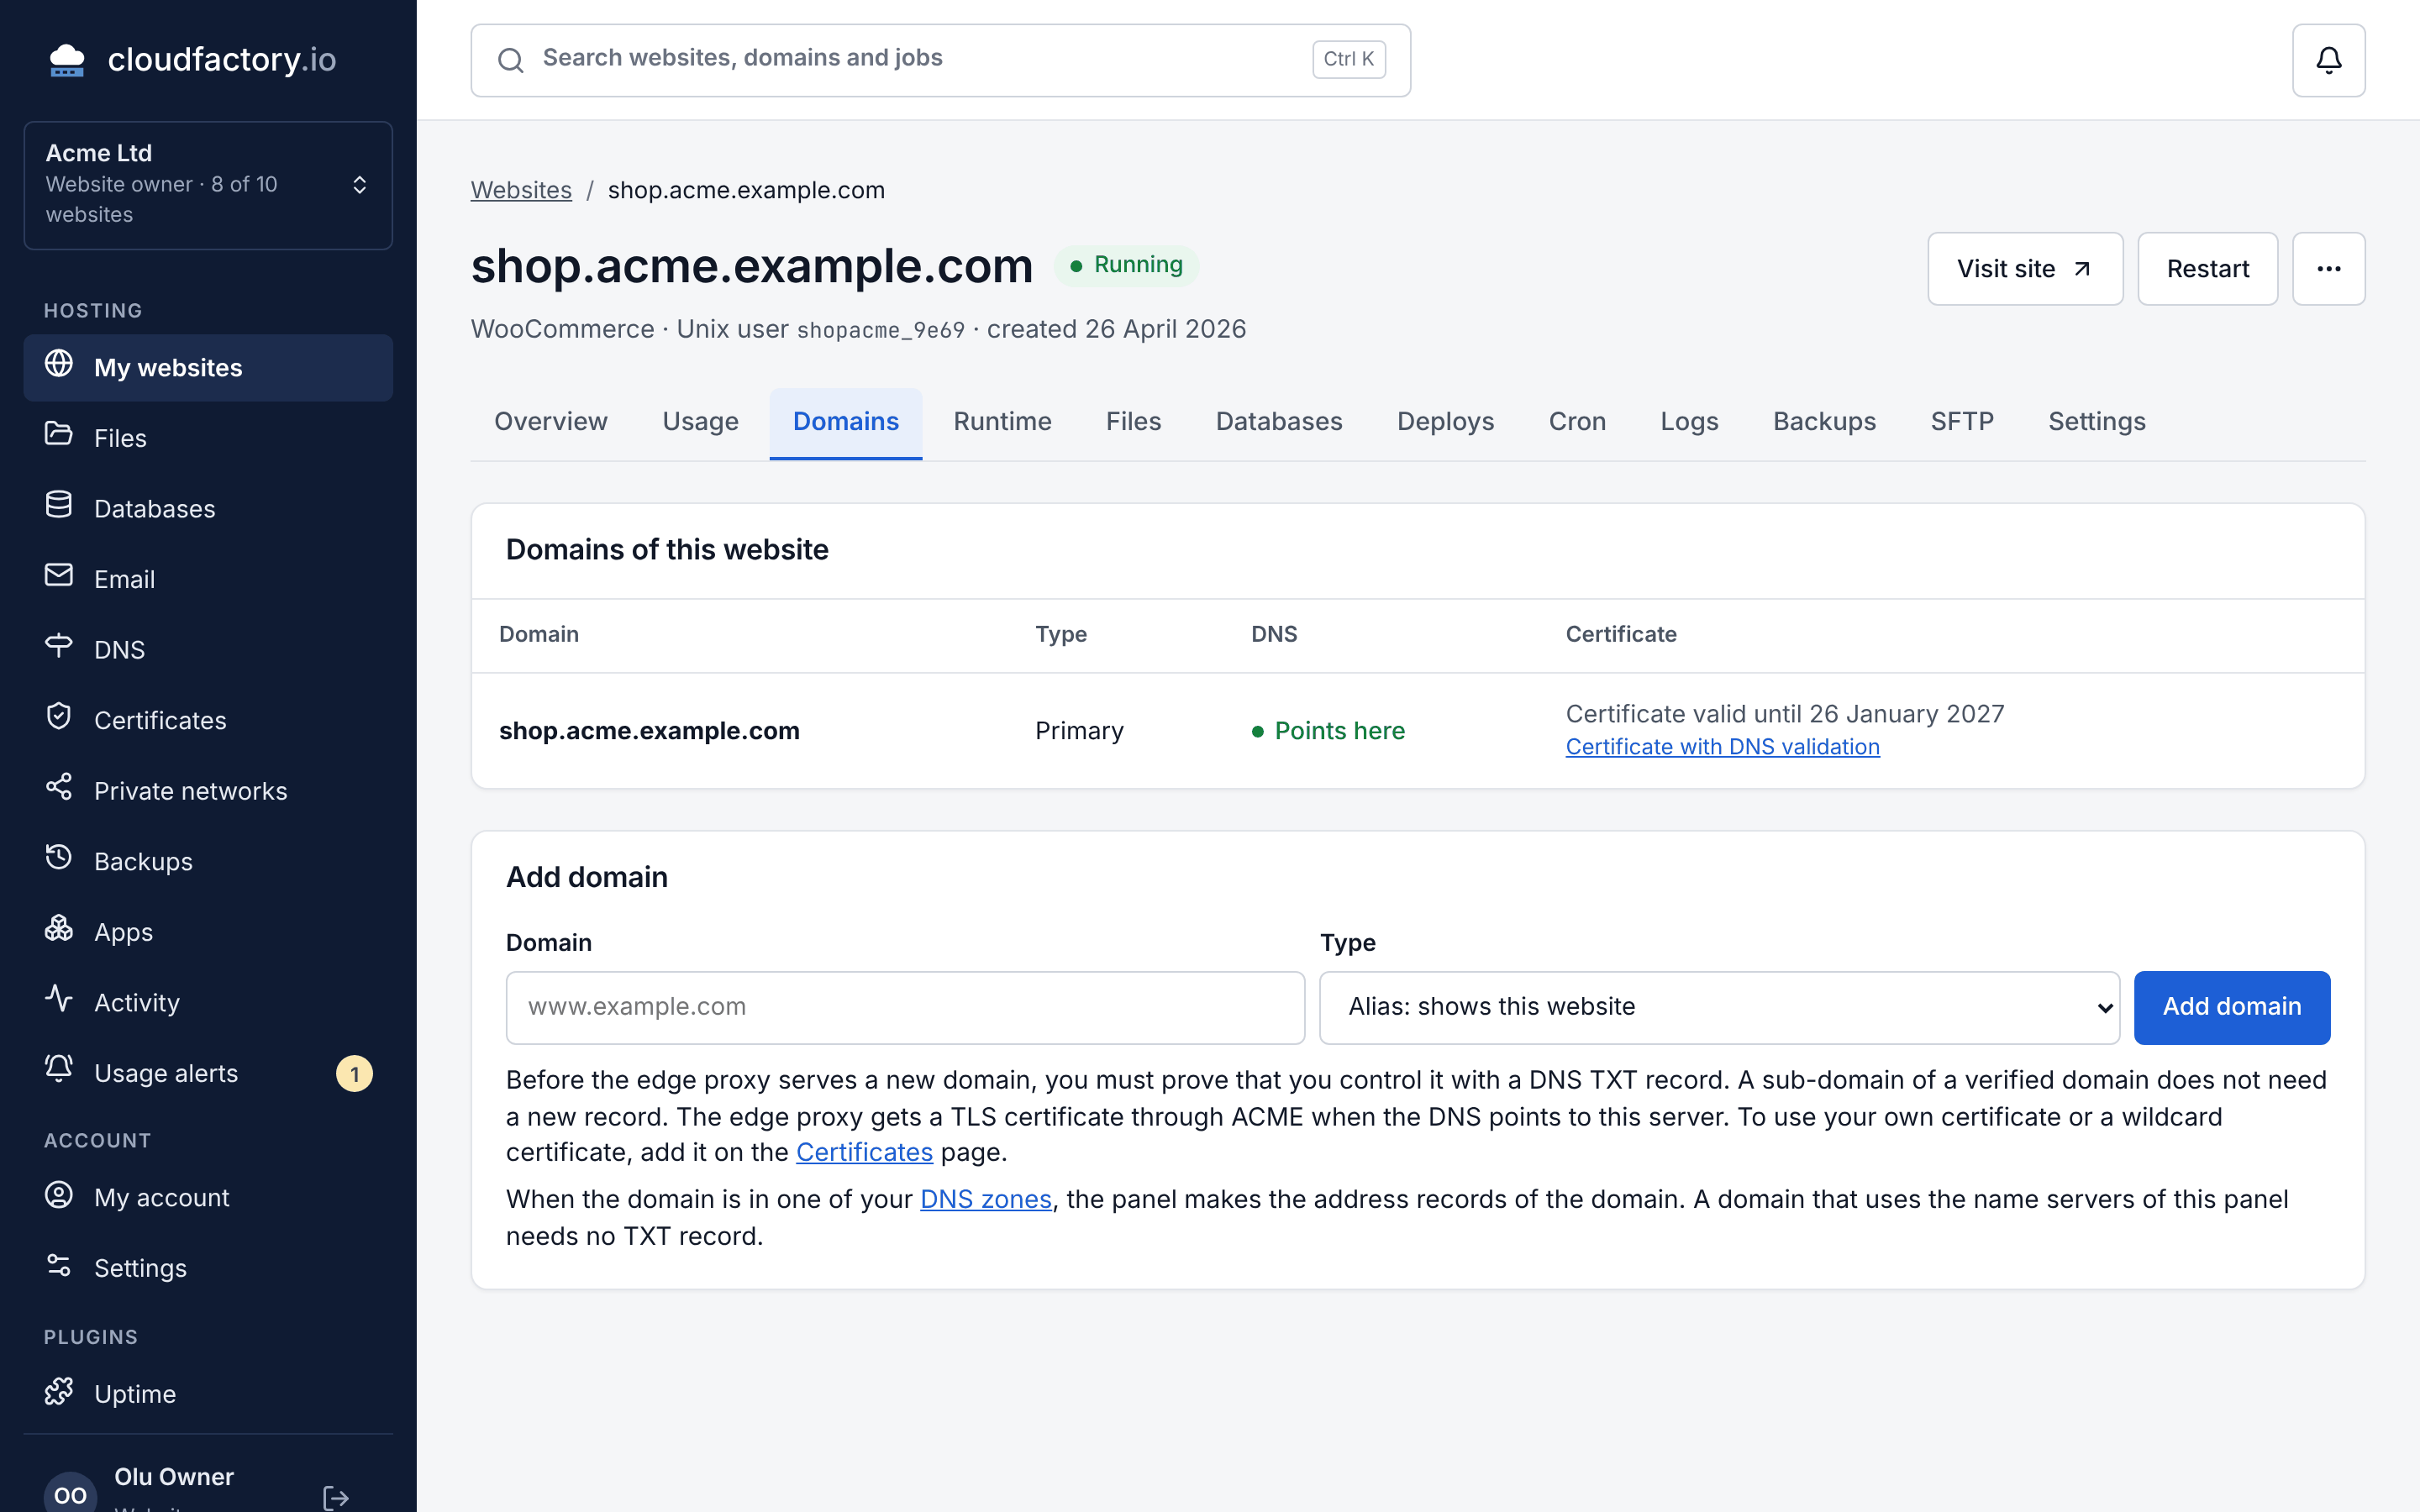 cloudfactory.io
Search websites, domains and jobs
Ctrl K
Acme Ltd
Website owner · 8 of 10
websites
HOSTING
My websites
Files
Databases
Email
DNS
Certificates
Private networks
Backups
Apps
Activity
Usage alerts
1
ACCOUNT
My account
Settings
PLUGINS
Uptime
OO
Olu Owner
Websites / shop.acme.example.com
shop.acme.example.com
Running
Visit site
Restart
WooCommerce · Unix user shopacme_9e69 · created 26 April 2026
Overview
Usage
Domains
Runtime
Files
Databases
Deploys
Cron
Logs
Backups
SFTP
Settings
Domains of this website
Domain Type DNS Certificate
shop.acme.example.com Primary Points here Certificate valid until 26 January 2027
Certificate with DNS validation
Add domain
Domain
Type
www.example.com
Alias: shows this website
Add domain
Before the edge proxy serves a new domain, you must prove that you control it with a DNS TXT record. A sub-domain of a verified domain does not need
a new record. The edge proxy gets a TLS certificate through ACME when the DNS points to this server. To use your own certificate or a wildcard
certificate, add it on the Certificates page.
When the domain is in one of your DNS zones, the panel makes the address records of the domain. A domain that uses the name servers of this panel
needs no TXT record.